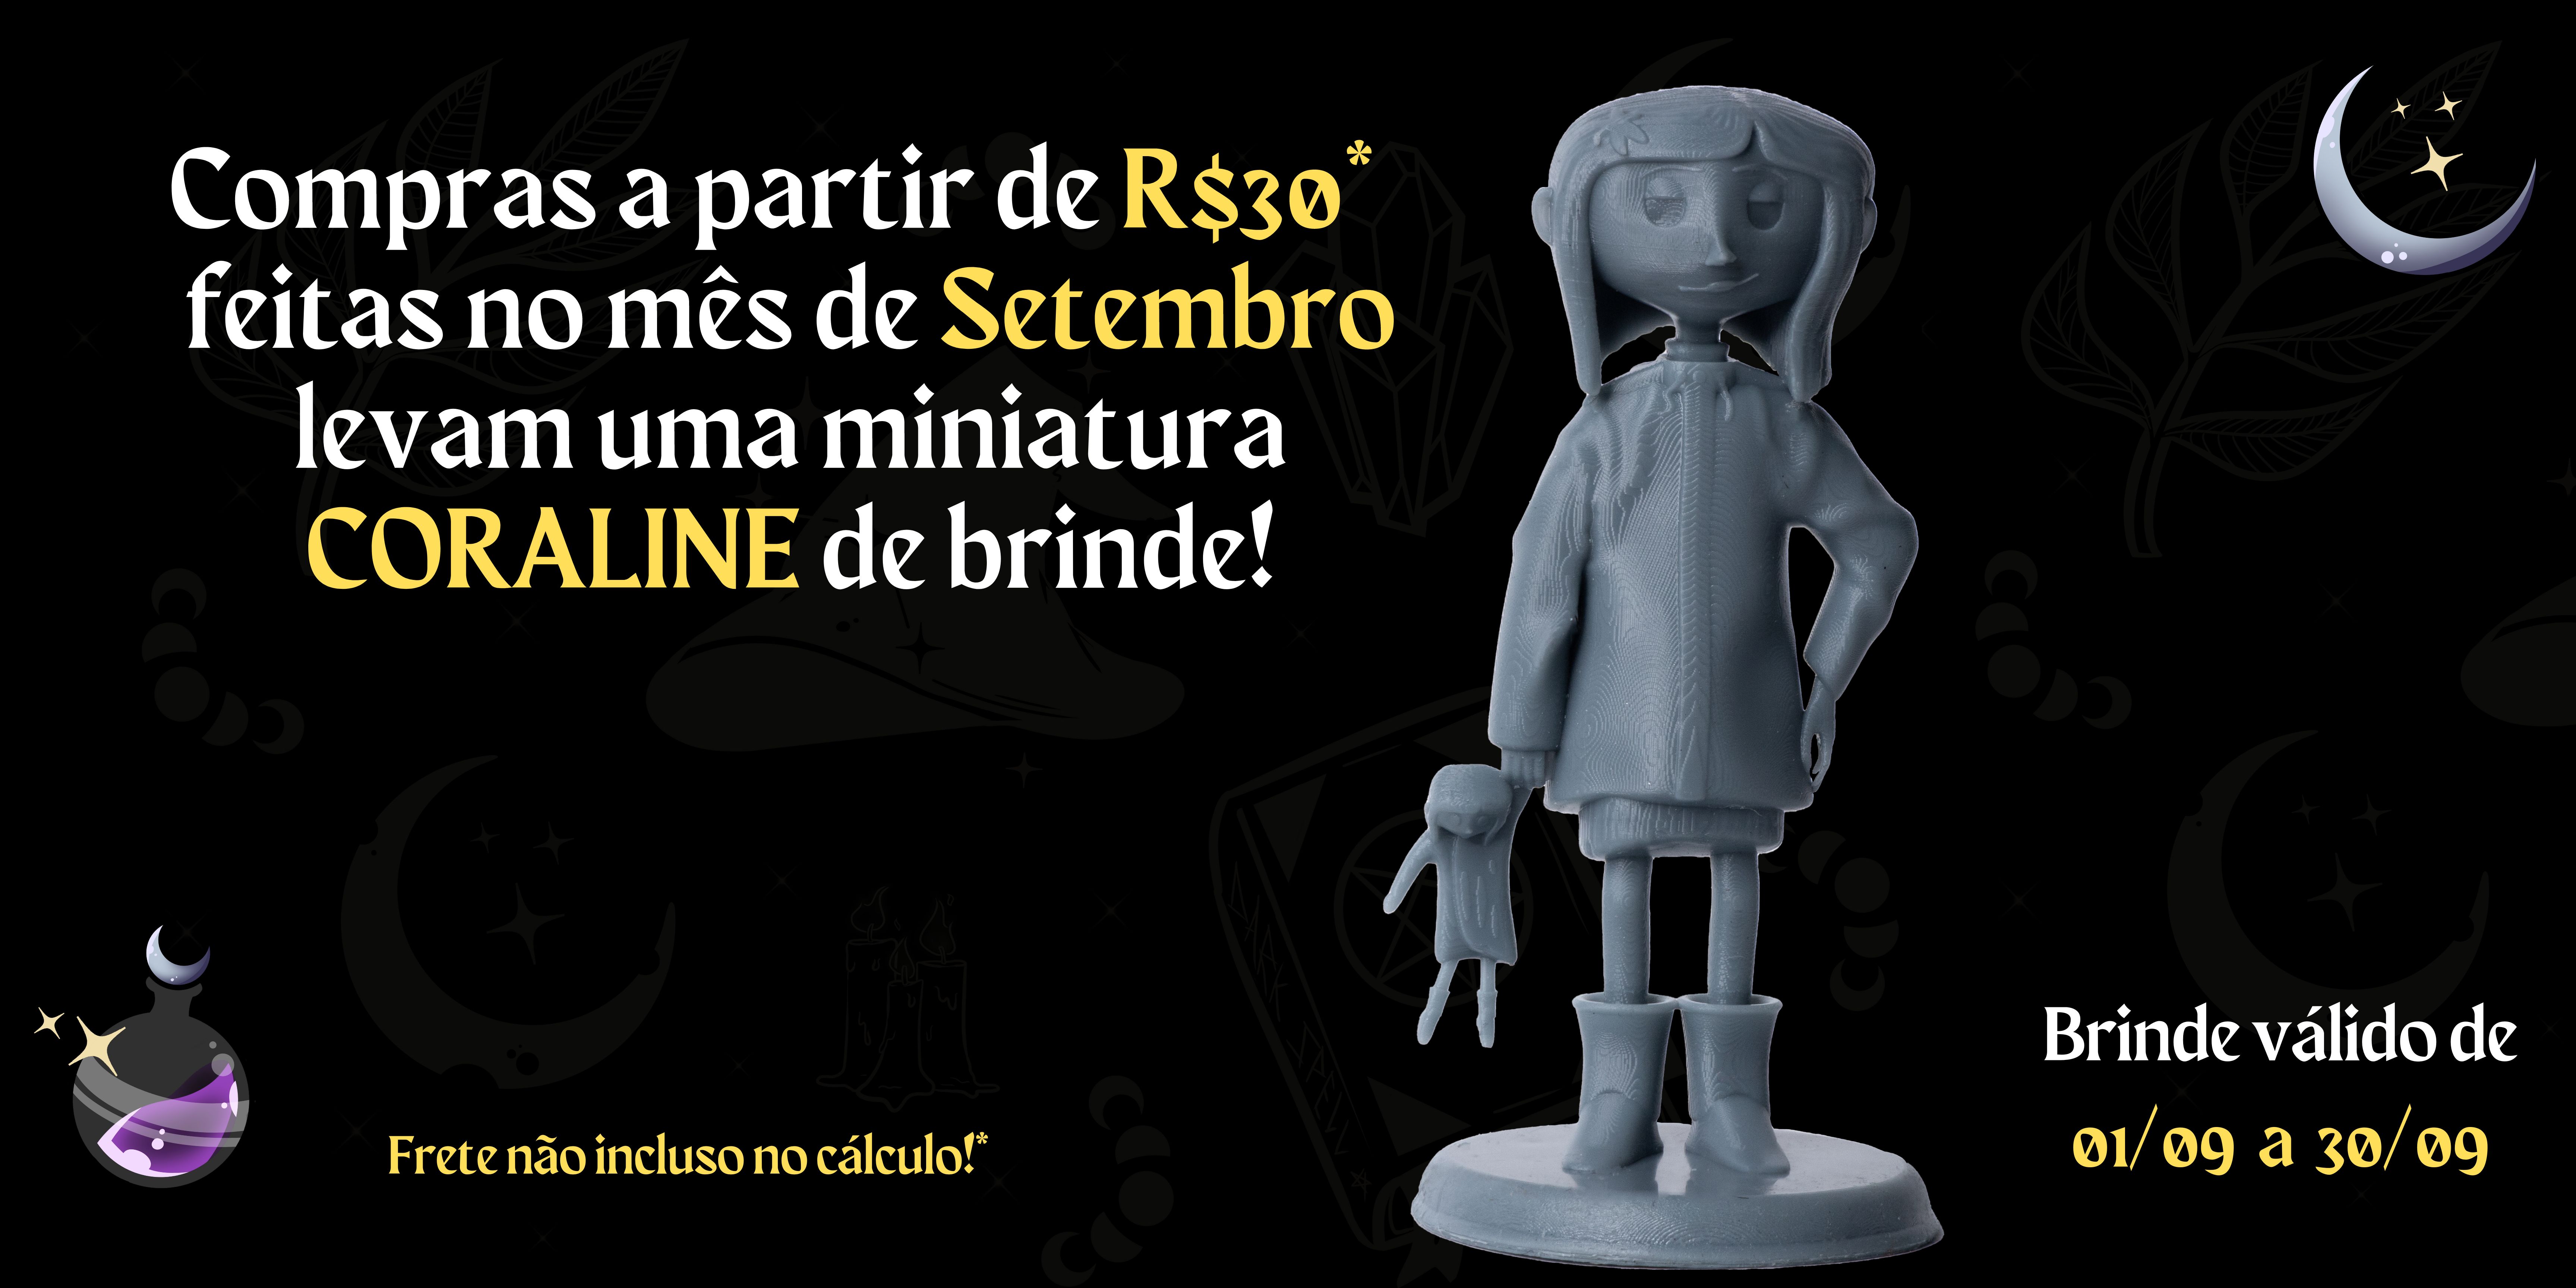 Compras a partir de R$30*
feitas no mês de Setembro
levam uma miniatura
CORALINE de brinde!
Frete não incluso no cálculo!*
Brinde válido de
01/09 a 30/09